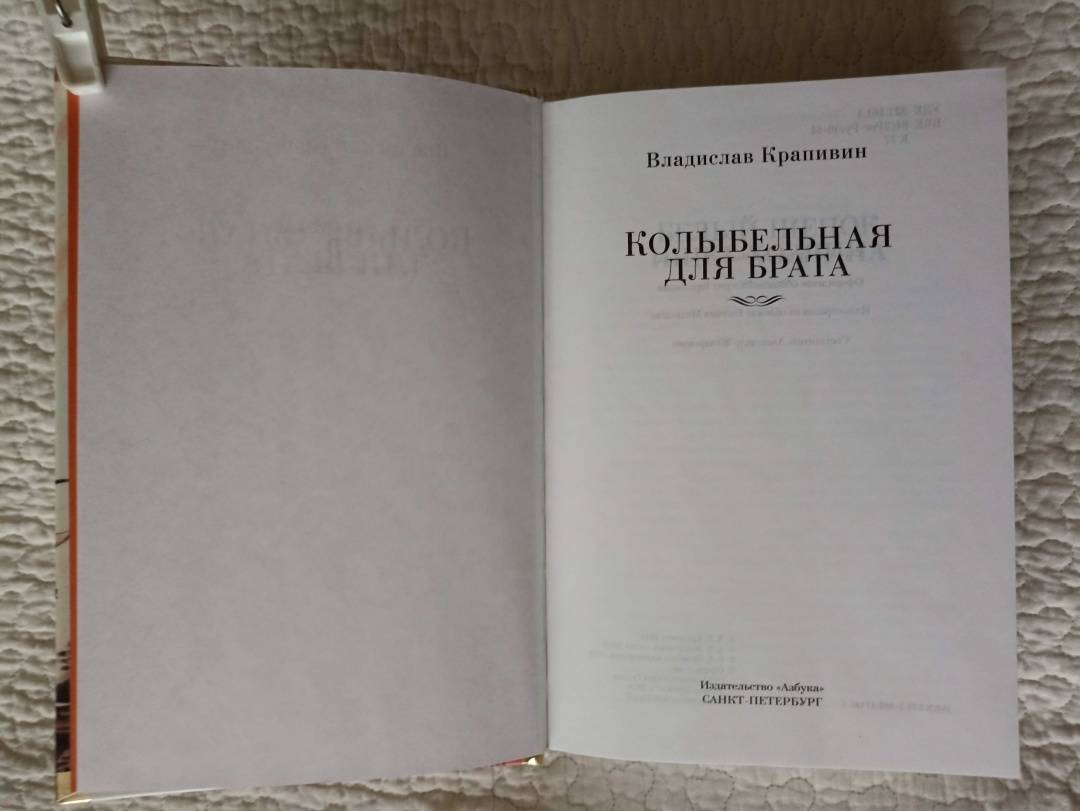 Владислав Крапивин
КОЛЫБЕЛЬНАЯ
ДЛЯ БРАТА
Издательство «Азбука»
САНКТ-ПЕТЕРБУРГ